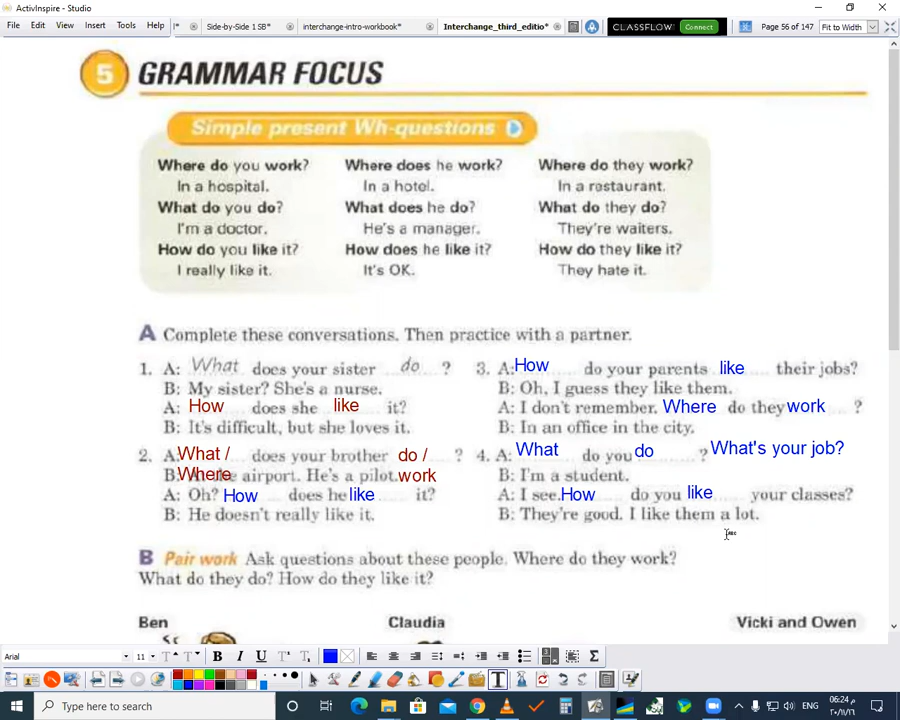 ActivInspire - Studio
File Edit View Insert Tools Help
Side-by-Side 1 SB*
interchange-intro-workbook*
Interchange_third_editio*
CLASSFLOW Connect
Page 56 of 147
Fit to Width
5 GRAMMAR FOCUS
Simple present Wh-questions
Where do you work? Where does he work? Where do they work?
In a hospital. In a hotel. In a restaurant.
What do you do? What does he do? What do they do?
I'm a doctor. He's a manager. They're waiters.
How do you like it? How does he like it? How do they like it?
I really like it. It's OK. They hate it.
A Complete these conversations. Then practice with a partner.
1. A: What does your sister do ?
B: My sister? She's a nurse.
A: How does she like it?
B: It's difficult, but she loves it.
2. A: What / Where does your brother do / work ?
B: airport. He's a pilot.
A: Oh? How does he like it?
B: He doesn't really like it.
3. A: How do your parents like their jobs?
B: Oh, I guess they like them.
A: I don't remember. Where do they work ?
B: In an office in the city.
4. A: What do you do ? What's your job?
B: I'm a student.
A: I see. How do you like your classes?
B: They're good. I like them a lot.
B Pair work Ask questions about these people. Where do they work?
What do they do? How do they like it?
Ben Claudia Vicki and Owen
Arial 11 B I U
Type here to search
06:24 م
٢٠/١١/٢٦